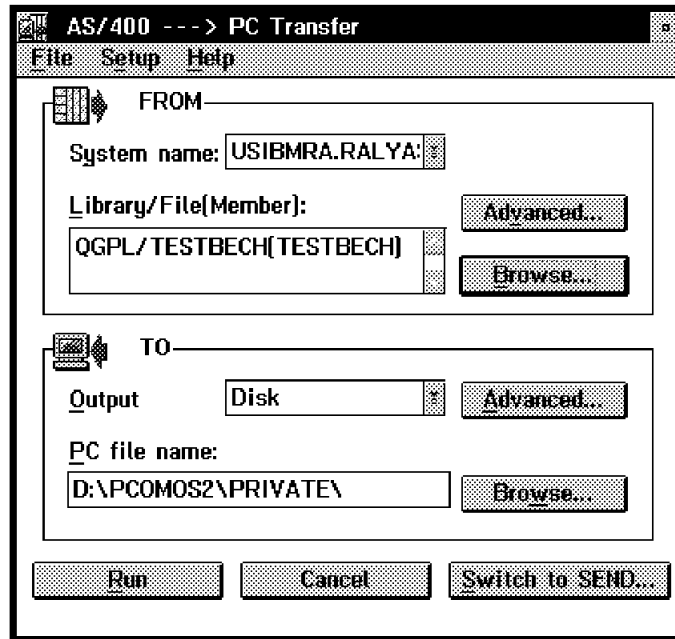 AS/400 ---> PC Transfer
File Setup Help
FROM
System name: USIBMRA.RALYA:
Library/File(Member):
Advanced...
QGPL/TESTBECH(TESTBECH)
Browse...
TO
Output Disk Advanced...
PC file name:
D:\PCOMOS2\PRIVATE\ Browse...
Run Cancel Switch to SEND...